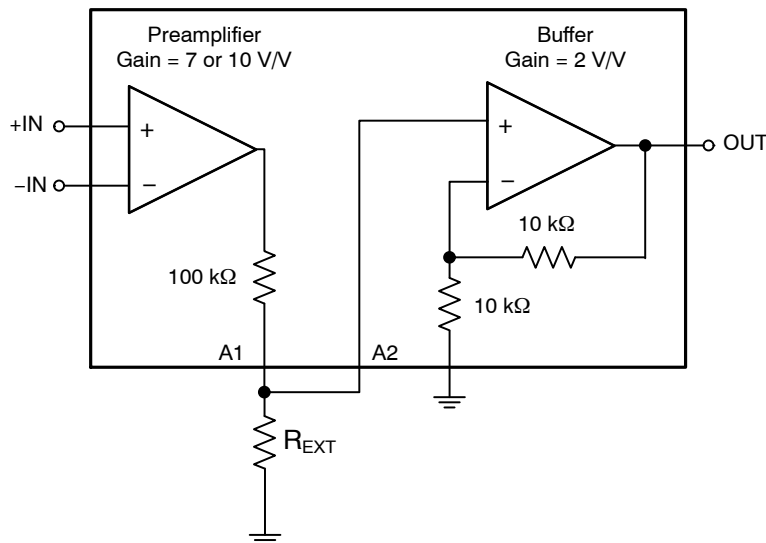 Preamplifier
Gain = 7 or 10 V/V
Buffer
Gain = 2 V/V
+IN
+
−IN
−
+
−
OUT
10 kΩ
100 kΩ
10 kΩ
A1
A2
REXT